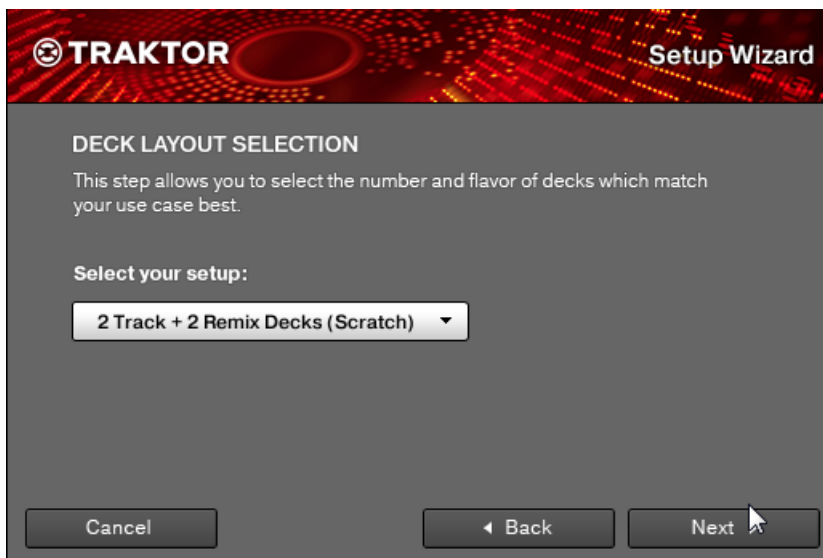 TRAKTOR
Setup Wizard
DECK LAYOUT SELECTION
This step allows you to select the number and flavor of decks which match
your use case best.
Select your setup:
2 Track + 2 Remix Decks (Scratch)
Cancel
Back
Next